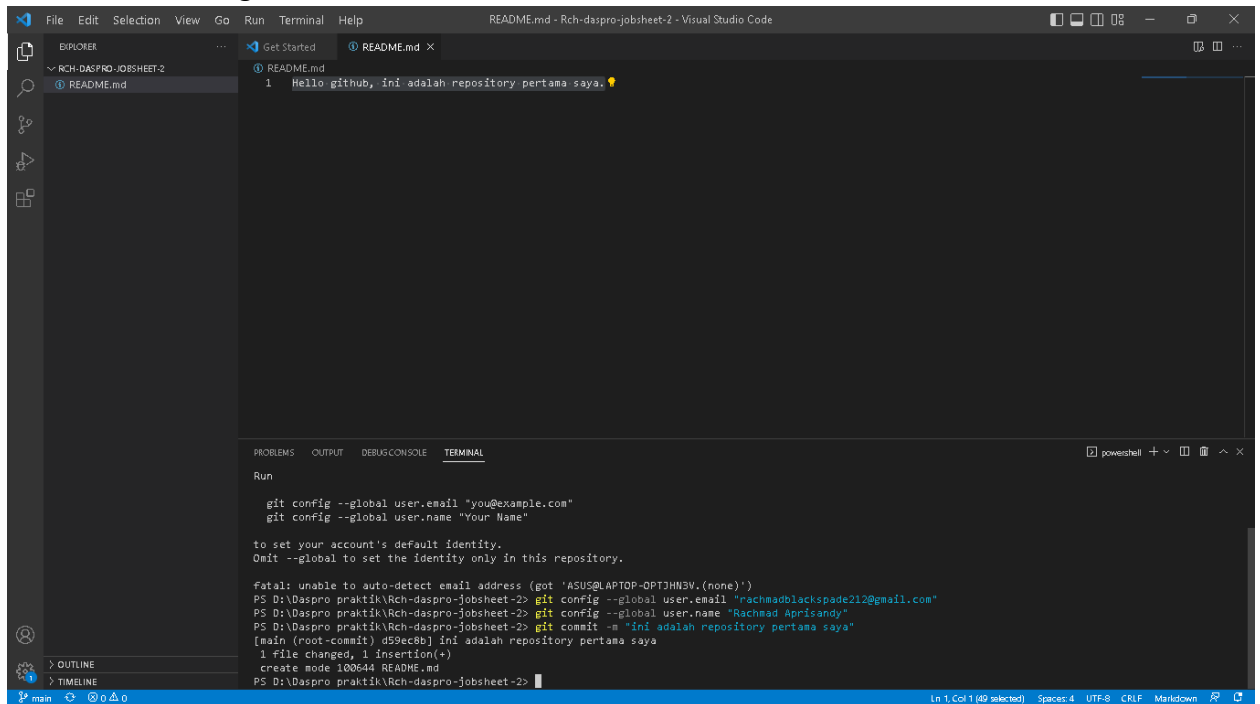 File Edit Selection View Go Run Terminal Help README.md - Rch-daspro-jobsheet-2 - Visual Studio Code
EXPLORER ...
Get Started README.md
RCH-DASPRO-JOBSHEET-2
README.md
README.md
1 Hello github, ini adalah repository pertama saya.
PROBLEMS OUTPUT DEBUG CONSOLE TERMINAL
powershell
Run
git config --global user.email "you@example.com"
git config --global user.name "Your Name"
to set your account's default identity.
Omit --global to set the identity only in this repository.
fatal: unable to auto-detect email address (got 'ASUS@LAPTOP-OPTJHN3V.(none)')
PS D:\Daspro praktik\Rch-daspro-jobsheet-2> git config --global user.email "rachmadblackspade212@gmail.com"
PS D:\Daspro praktik\Rch-daspro-jobsheet-2> git config --global user.name "Rachmad Aprisandy"
PS D:\Daspro praktik\Rch-daspro-jobsheet-2> git commit -m "ini adalah repository pertama saya"
[main (root-commit) d59ec8b] ini adalah repository pertama saya
1 file changed, 1 insertion(+)
create mode 100644 README.md
PS D:\Daspro praktik\Rch-daspro-jobsheet-2>
OUTLINE
TIMELINE
1
main 0 0 Ln 1, Col 1 (49 selected) Spaces: 4 UTF-8 CRLF Markdown